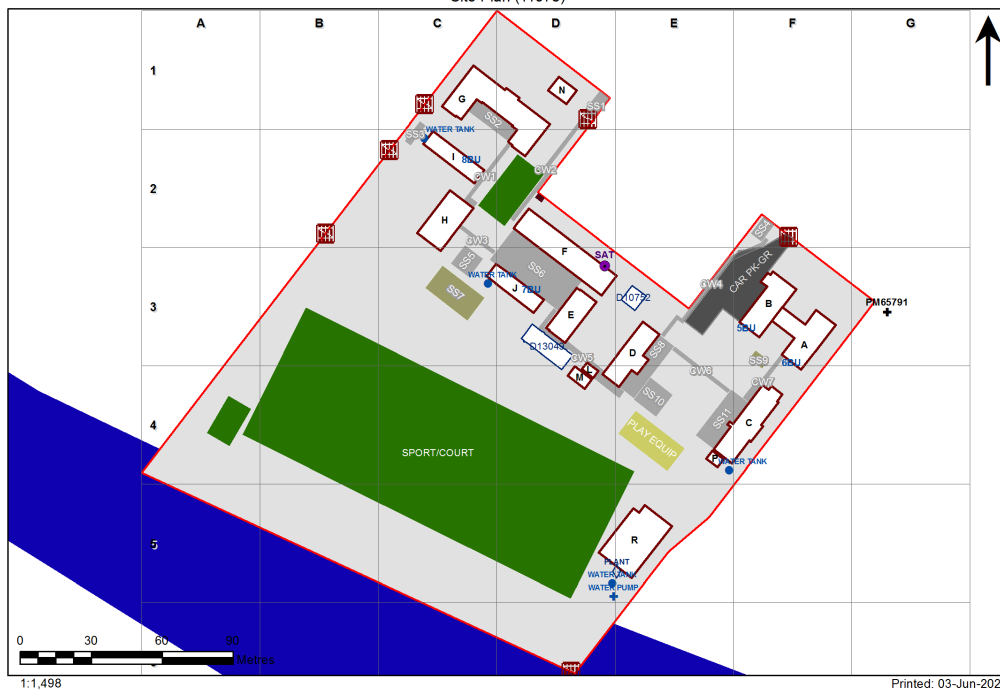 A B C D E F G
1
N
G
SS1
SS2
WATER TANK
SS3
I
8BU
CW2
CW1
2
H
SS4
CW3
F
SAT
SS5
SS6
CAR PK-GR
WATER TANK
CW4
J
7BU
SS7
D10752
B
PM65791
3
E
5BU
A
D13049
D
SS8
CW5
SS9
6BU
L
M
CW6
CW7
SS10
SS11
C
4
PLAY EQUIP
SPORT/COURT
P
WATER TANK
5
R
PLANT
WATER TANK
WATER PUMP
0 30 60 90
Metres
1:1,498
Printed: 03-Jun-202